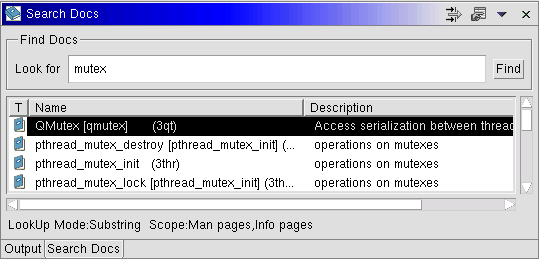 Search Docs
Find Docs
Look for mutex Find
T Name Description
QMutex [qmutex] (3qt) Access serialization between thread
pthread_mutex_destroy [pthread_mutex_init] (... operations on mutexes
pthread_mutex_init (3thr) operations on mutexes
pthread_mutex_lock [pthread_mutex_init] (3th... operations on mutexes
LookUp Mode:Substring Scope:Man pages,Info pages
Output Search Docs